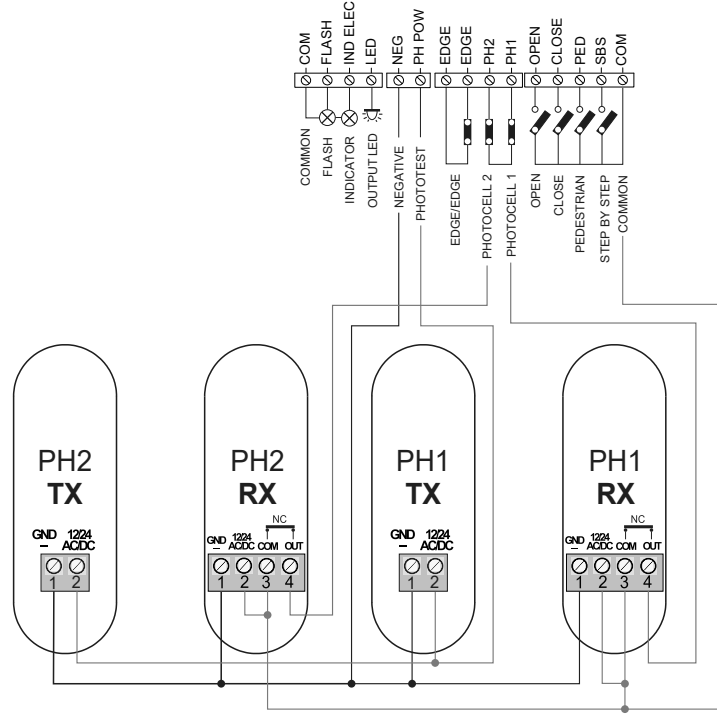 COM
FLASH
IND ELEC
LED
NEG
PH POW
EDGE
EDGE
PH2
PH1
OPEN
CLOSE
PED
SBS
COM
COMMON
FLASH
INDICATOR
OUTPUT LED
NEGATIVE
PHOTOTEST
EDGE/EDGE
PHOTOCELL 2
PHOTOCELL 1
OPEN
CLOSE
PEDESTRIAN
STEP BY STEP
COMMON
PH2
TX
GND 12/24
– AC/DC
1 2
PH2
RX
NC
GND 12/24
– AC/DC COM OUT
1 2 3 4
PH1
TX
GND 12/24
– AC/DC
1 2
PH1
RX
NC
GND 12/24
– AC/DC COM OUT
1 2 3 4